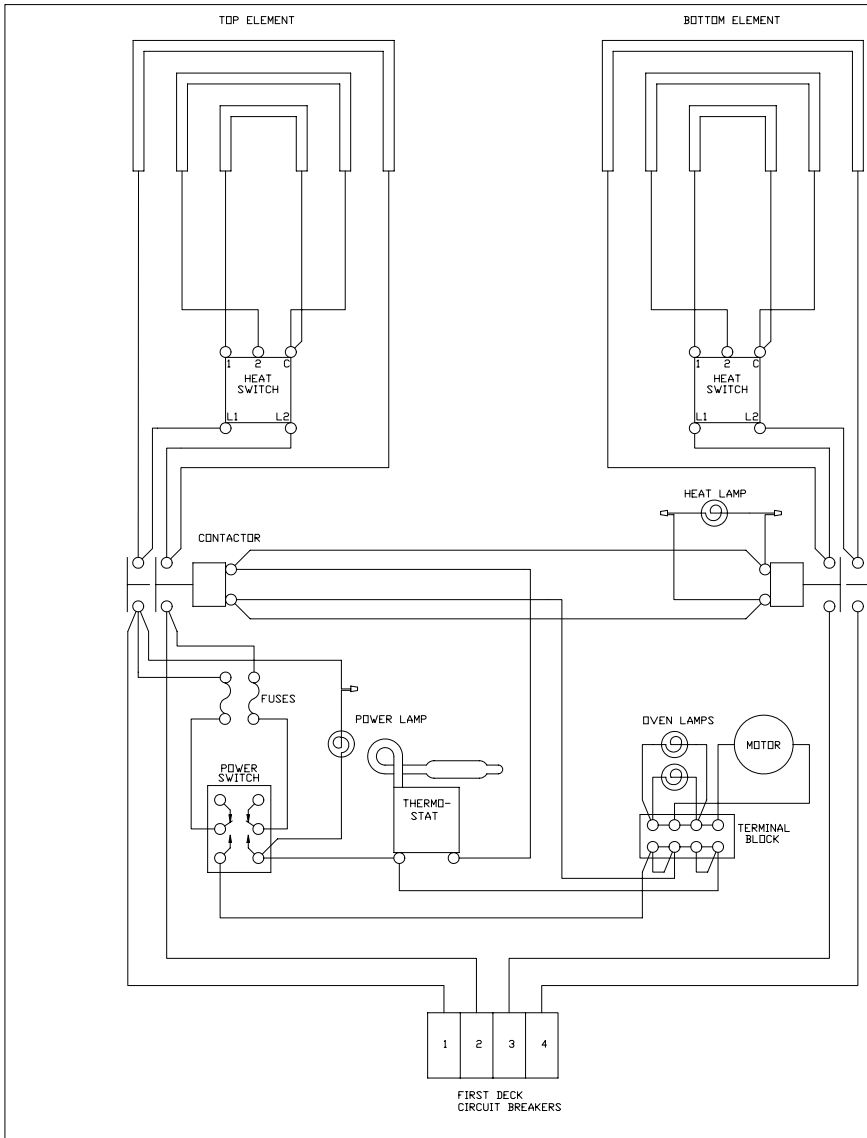 TOP ELEMENT
BOTTOM ELEMENT
1 2 C
HEAT
SWITCH
L1 L2
1 2 C
HEAT
SWITCH
L1 L2
HEAT LAMP
CONTACTOR
FUSES
POWER LAMP
OVEN LAMPS
MOTOR
POWER
SWITCH
THERMO-
STAT
TERMINAL
BLOCK
1 2 3 4
FIRST DECK
CIRCUIT BREAKERS